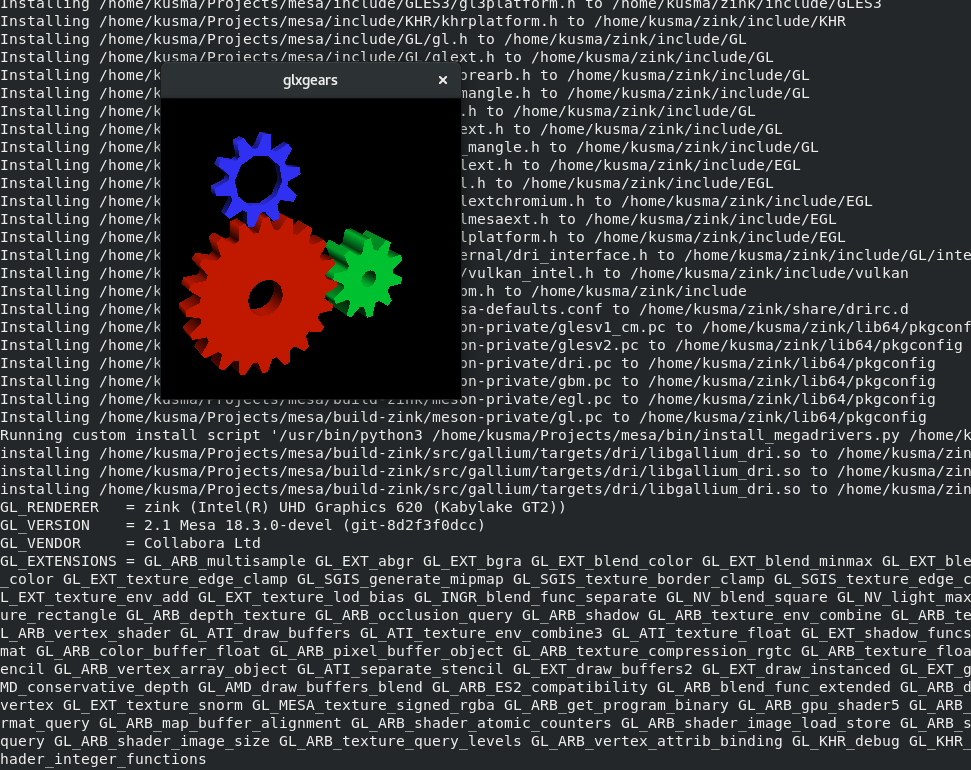 Installing /home/kusma/Projects/mesa/include/GLES3/gl3platform.h to /home/kusma/zink/include/GLES3
Installing /home/kusma/Projects/mesa/include/KHR/khrplatform.h to /home/kusma/zink/include/KHR
Installing /home/kusma/Projects/mesa/include/GL/gl.h to /home/kusma/zink/include/GL
Installing /home/kusma/Projects/mesa/include/GL/glext.h to /home/kusma/zink/include/GL
Installing /home/k orearb.h to /home/kusma/zink/include/GL
glxgears ×
Installing /home/k mangle.h to /home/kusma/zink/include/GL
Installing /home/k .h to /home/kusma/zink/include/GL
Installing /home/k ext.h to /home/kusma/zink/include/GL
Installing /home/k _mangle.h to /home/kusma/zink/include/GL
Installing /home/k lext.h to /home/kusma/zink/include/EGL
Installing /home/k l.h to /home/kusma/zink/include/EGL
Installing /home/k lextchromium.h to /home/kusma/zink/include/EGL
Installing /home/k lmesaext.h to /home/kusma/zink/include/EGL
Installing /home/k lplatform.h to /home/kusma/zink/include/EGL
Installing /home/k ernal/dri_interface.h to /home/kusma/zink/include/GL/inte
Installing /home/k /vulkan_intel.h to /home/kusma/zink/include/vulkan
Installing /home/k bm.h to /home/kusma/zink/include
Installing /home/k sa-defaults.conf to /home/kusma/zink/share/drirc.d
Installing /home/k on-private/glesv1_cm.pc to /home/kusma/zink/lib64/pkgconf
Installing /home/k on-private/glesv2.pc to /home/kusma/zink/lib64/pkgconfig
Installing /home/k on-private/dri.pc to /home/kusma/zink/lib64/pkgconfig
Installing /home/k on-private/gbm.pc to /home/kusma/zink/lib64/pkgconfig
Installing /home/kusma/Projects/mesa/build-zink/meson-private/egl.pc to /home/kusma/zink/lib64/pkgconfig
Installing /home/kusma/Projects/mesa/build-zink/meson-private/gl.pc to /home/kusma/zink/lib64/pkgconfig
Running custom install script '/usr/bin/python3 /home/kusma/Projects/mesa/bin/install_megadrivers.py /home/k
installing /home/kusma/Projects/mesa/build-zink/src/gallium/targets/dri/libgallium_dri.so to /home/kusma/zin
installing /home/kusma/Projects/mesa/build-zink/src/gallium/targets/dri/libgallium_dri.so to /home/kusma/zin
installing /home/kusma/Projects/mesa/build-zink/src/gallium/targets/dri/libgallium_dri.so to /home/kusma/zin
GL_RENDERER   = zink (Intel(R) UHD Graphics 620 (Kabylake GT2))
GL_VERSION    = 2.1 Mesa 18.3.0-devel (git-8d2f3f0dcc)
GL_VENDOR     = Collabora Ltd
GL_EXTENSIONS = GL_ARB_multisample GL_EXT_abgr GL_EXT_bgra GL_EXT_blend_color GL_EXT_blend_minmax GL_EXT_ble
_color GL_EXT_texture_edge_clamp GL_SGIS_generate_mipmap GL_SGIS_texture_border_clamp GL_SGIS_texture_edge_c
L_EXT_texture_env_add GL_EXT_texture_lod_bias GL_INGR_blend_func_separate GL_NV_blend_square GL_NV_light_max
ure_rectangle GL_ARB_depth_texture GL_ARB_occlusion_query GL_ARB_shadow GL_ARB_texture_env_combine GL_ARB_te
L_ARB_vertex_shader GL_ATI_draw_buffers GL_ATI_texture_env_combine3 GL_ATI_texture_float GL_EXT_shadow_funcs
mat GL_ARB_color_buffer_float GL_ARB_pixel_buffer_object GL_ARB_texture_compression_rgtc GL_ARB_texture_floa
encil GL_ARB_vertex_array_object GL_ATI_separate_stencil GL_EXT_draw_buffers2 GL_EXT_draw_instanced GL_EXT_g
MD_conservative_depth GL_AMD_draw_buffers_blend GL_ARB_ES2_compatibility GL_ARB_blend_func_extended GL_ARB_d
vertex GL_EXT_texture_snorm GL_MESA_texture_signed_rgba GL_ARB_get_program_binary GL_ARB_gpu_shader5 GL_ARB_
rmat_query GL_ARB_map_buffer_alignment GL_ARB_shader_atomic_counters GL_ARB_shader_image_load_store GL_ARB_s
query GL_ARB_shader_image_size GL_ARB_texture_query_levels GL_ARB_vertex_attrib_binding GL_KHR_debug GL_KHR_
hader_integer_functions